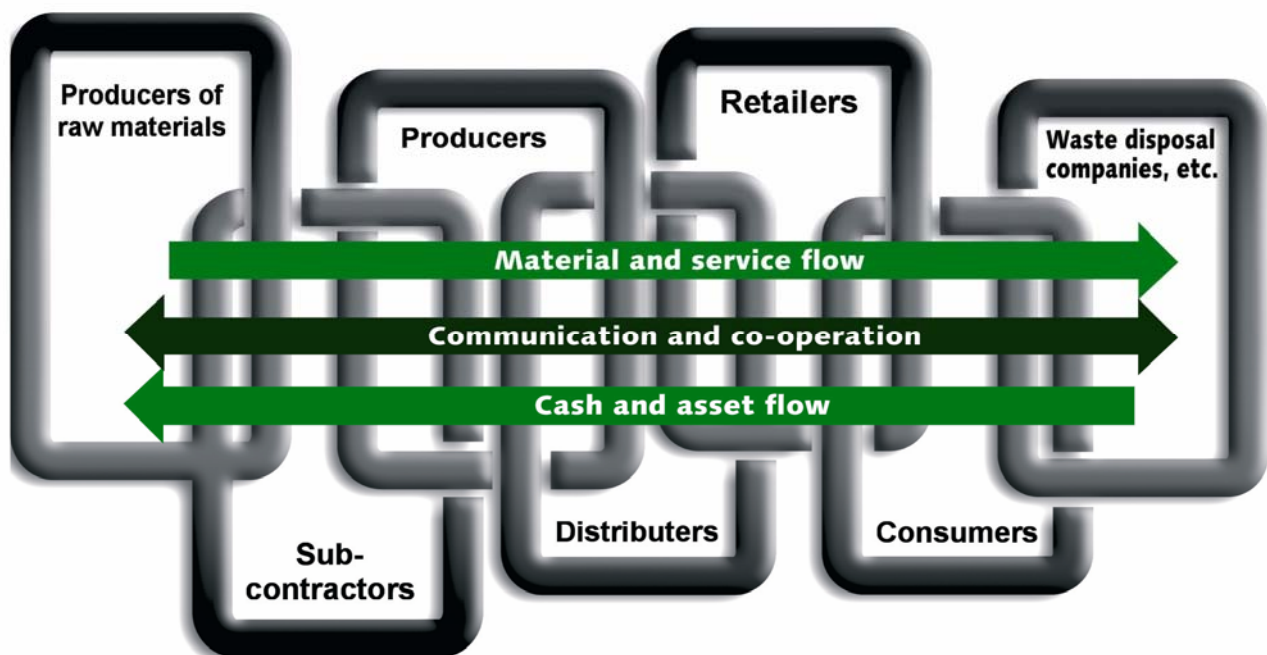 Producers of
raw materials
Producers
Retailers
Waste disposal
companies, etc.
Material and service flow
Communication and co-operation
Cash and asset flow
Sub-
contractors
Distributers
Consumers